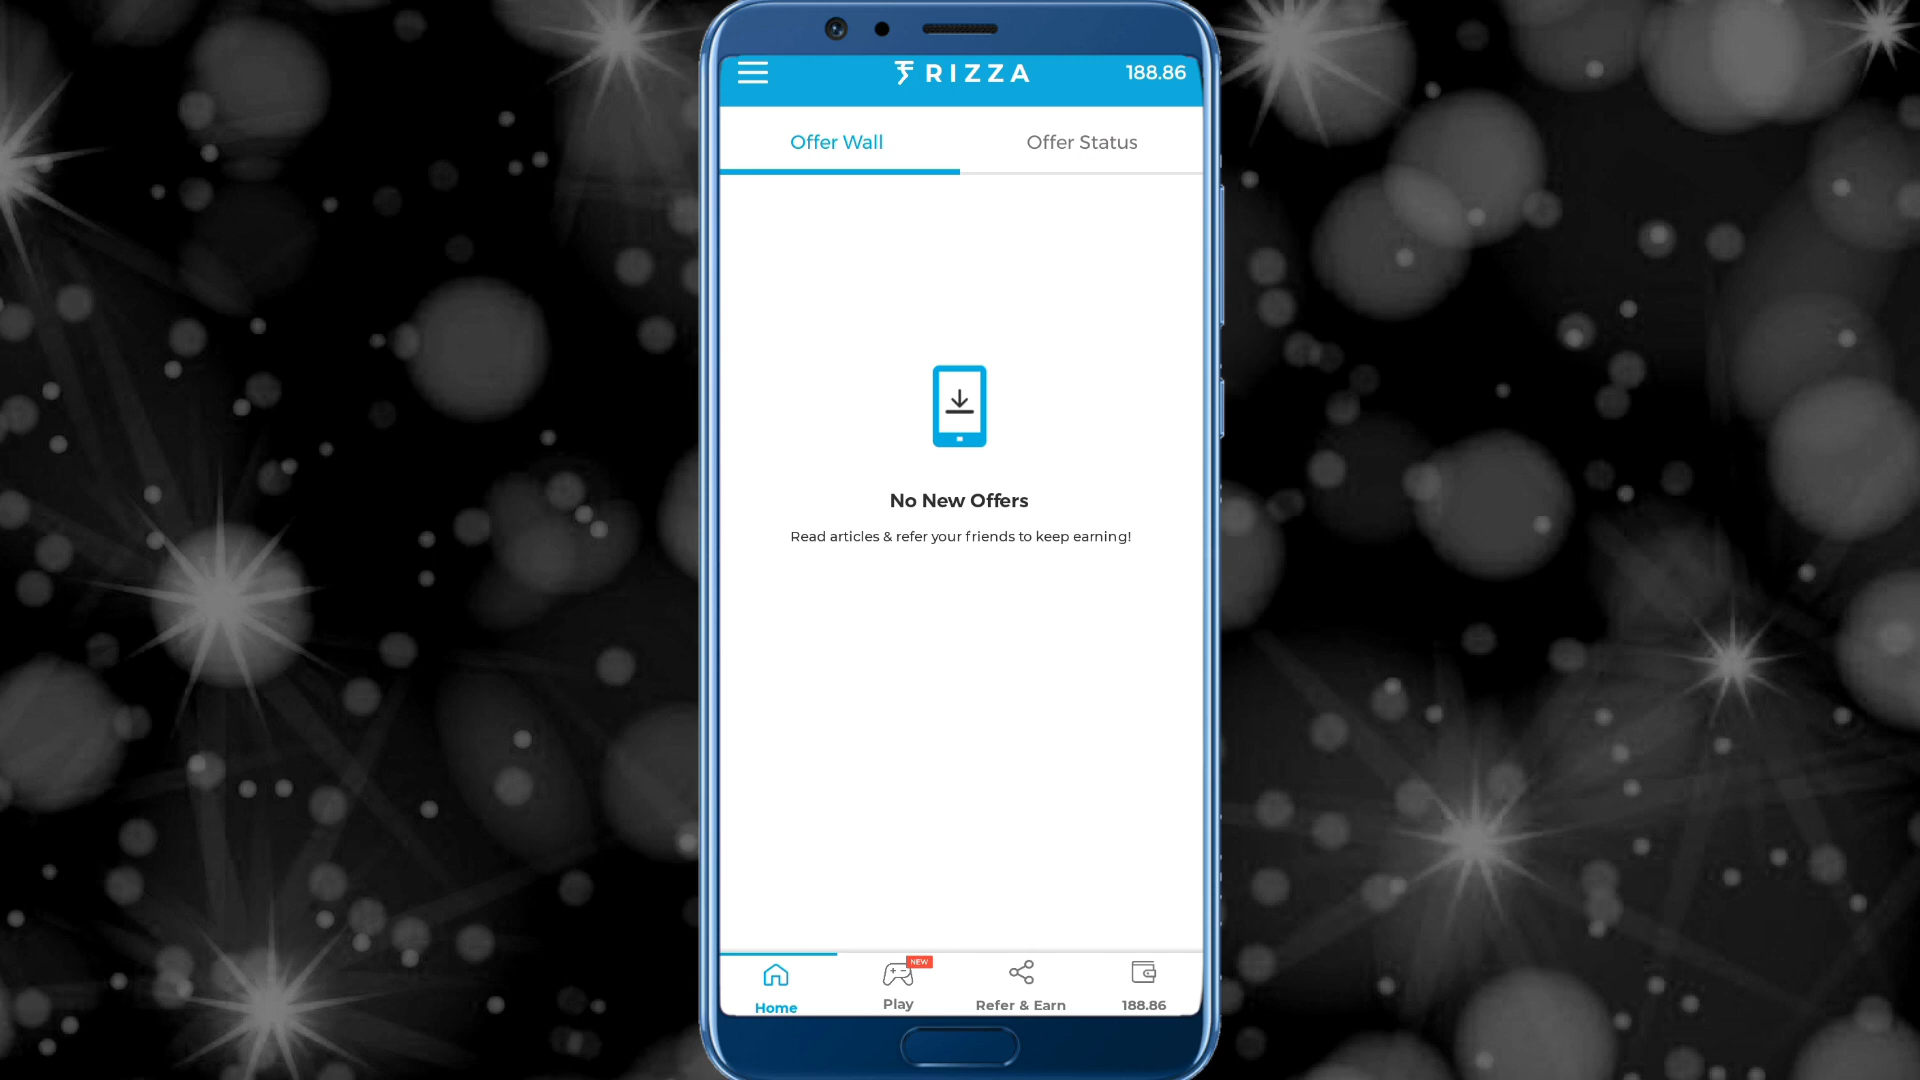 RIZZA
188.86
Offer Wall
Offer Status
No New Offers
Read articles & refer your friends to keep earning!
NEW
Home
Play
Refer & Earn
188.86